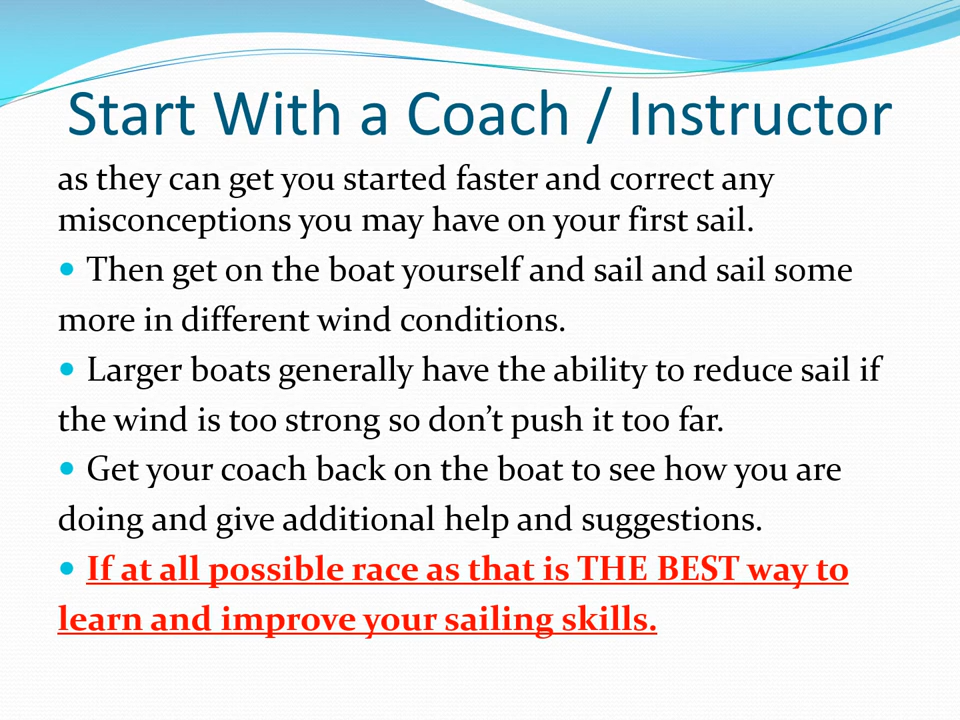 Start With a Coach / Instructor
as they can get you started faster and correct any
misconceptions you may have on your first sail.
• Then get on the boat yourself and sail and sail some
more in different wind conditions.
• Larger boats generally have the ability to reduce sail if
the wind is too strong so don’t push it too far.
• Get your coach back on the boat to see how you are
doing and give additional help and suggestions.
• If at all possible race as that is THE BEST way to
learn and improve your sailing skills.